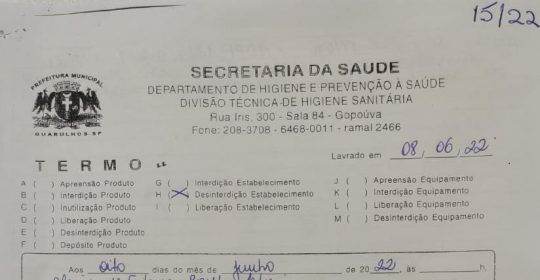 15/22
PREFEITURA MUNICIPAL
GUARULHOS-SP
SECRETARIA DA SAUDE
DEPARTAMENTO DE HIGIENE E PREVENÇÃO À SAÚDE
DIVISÃO TÉCNICA DE HIGIENE SANITÁRIA
Rua Iris, 300 - Sala 84 - Gopoúva
Fone: 208-3708 - 6468-0011 - ramal 2466
Lavrado em 08, 06, 22
TERMO
A ( ) Apreensão Produto G ( ) Interdição Estabelecimento J ( ) Apreensão Equipamento
B ( ) Interdição Produto H (X) Desinterdição Estabelecimento K ( ) Interdição Equipamento
C ( ) Inutilização Produto I ( ) Liberação Estabelecimento L ( ) Liberação Equipamento
D ( ) Liberação Produto M ( ) Desinterdição Equipamento
E ( ) Desinterdição Produto
F ( ) Depósito Produto
Aos oito dias do mês de junho de 2022, às h.